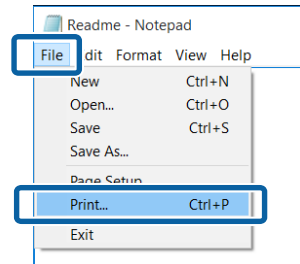 Readme - Notepad
File Edit Format View Help
New Ctrl+N
Open... Ctrl+O
Save Ctrl+S
Save As...
Page Setup
Print... Ctrl+P
Exit